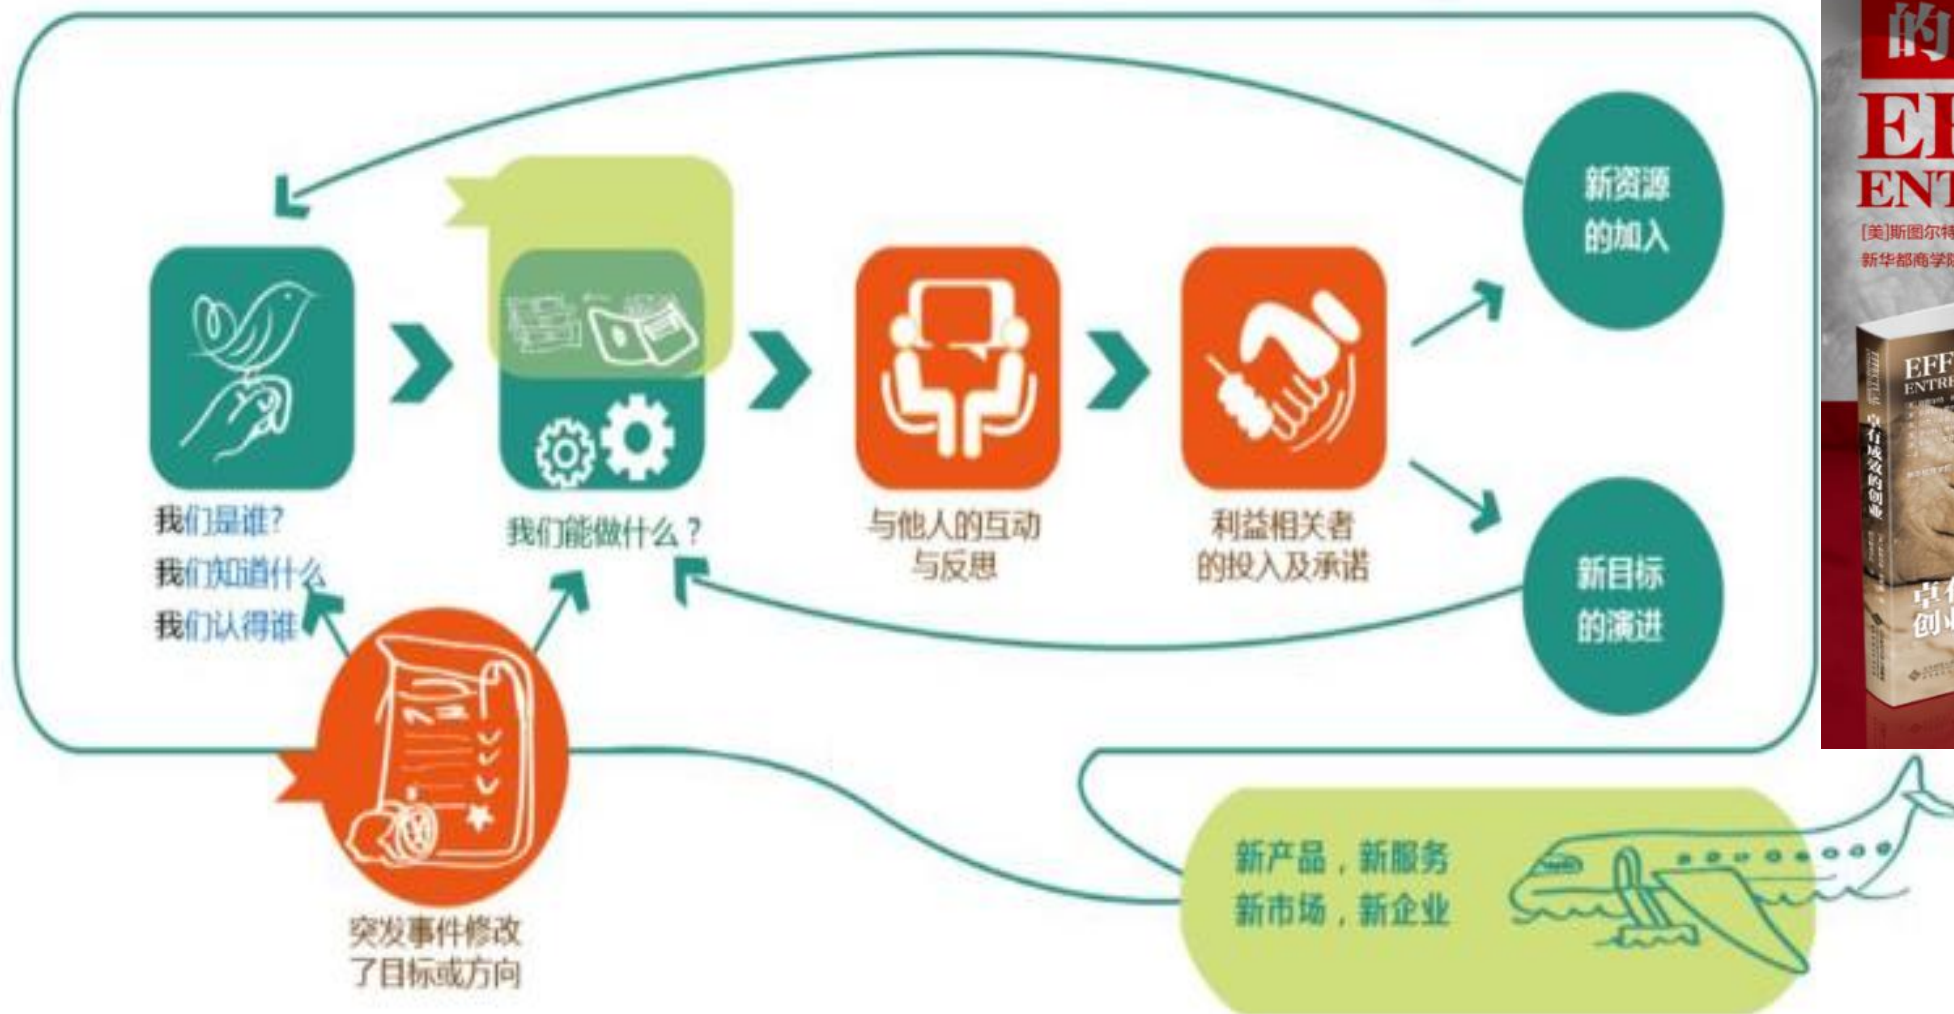 我们是谁?
我们知道什么
我们认得谁
我们能做什么？
与他人的互动
与反思
利益相关者
的投入及承诺
新资源
的加入
新目标
的演进
突发事件修改
了目标或方向
新产品，新服务
新市场，新企业
的
ENT
[美]斯图尔特
新华都商学院
EFF
ENTRE
卓有成效的创业